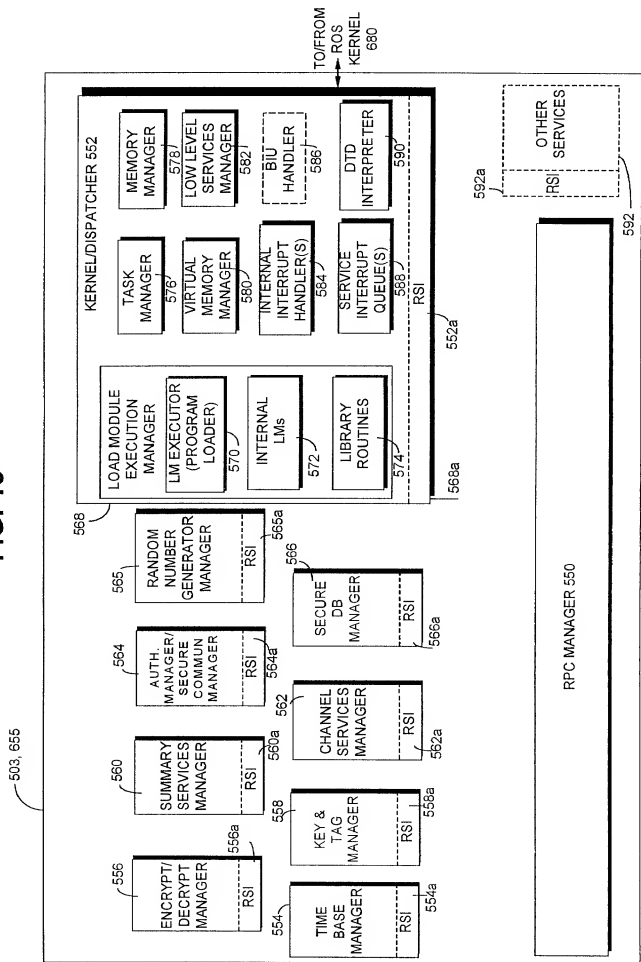 503, 655
KERNEL/DISPATCHER 552
568
LOAD MODULE
EXECUTION
MANAGER
LM EXECUTOR
(PROGRAM
LOADER)
570
INTERNAL
LMs
572
LIBRARY
ROUTINES
574
568a
TASK
MANAGER
576
MEMORY
MANAGER
578
VIRTUAL
MEMORY
MANAGER
580
LOW LEVEL
SERVICES
MANAGER
582
INTERNAL
INTERRUPT
HANDLER(S)
584
BIU
HANDLER
586
SERVICE
INTERRUPT
QUEUE(S)
588
DTD
INTERPRETER
590
RSI
552a
TO/FROM
ROS
KERNEL
680
556
ENCRYPT/
DECRYPT
MANAGER
RSI
556a
560
SUMMARY
SERVICES
MANAGER
RSI
560a
564
AUTH.
MANAGER/
SECURE
COMMUN
MANAGER
RSI
564a
565
RANDOM
NUMBER
GENERATOR
MANAGER
RSI
565a
554
TIME
BASE
MANAGER
RSI
554a
558
KEY &
TAG
MANAGER
RSI
558a
562
CHANNEL
SERVICES
MANAGER
RSI
562a
566
SECURE
DB
MANAGER
RSI
566a
RPC MANAGER 550
592a
RSI
OTHER
SERVICES
592